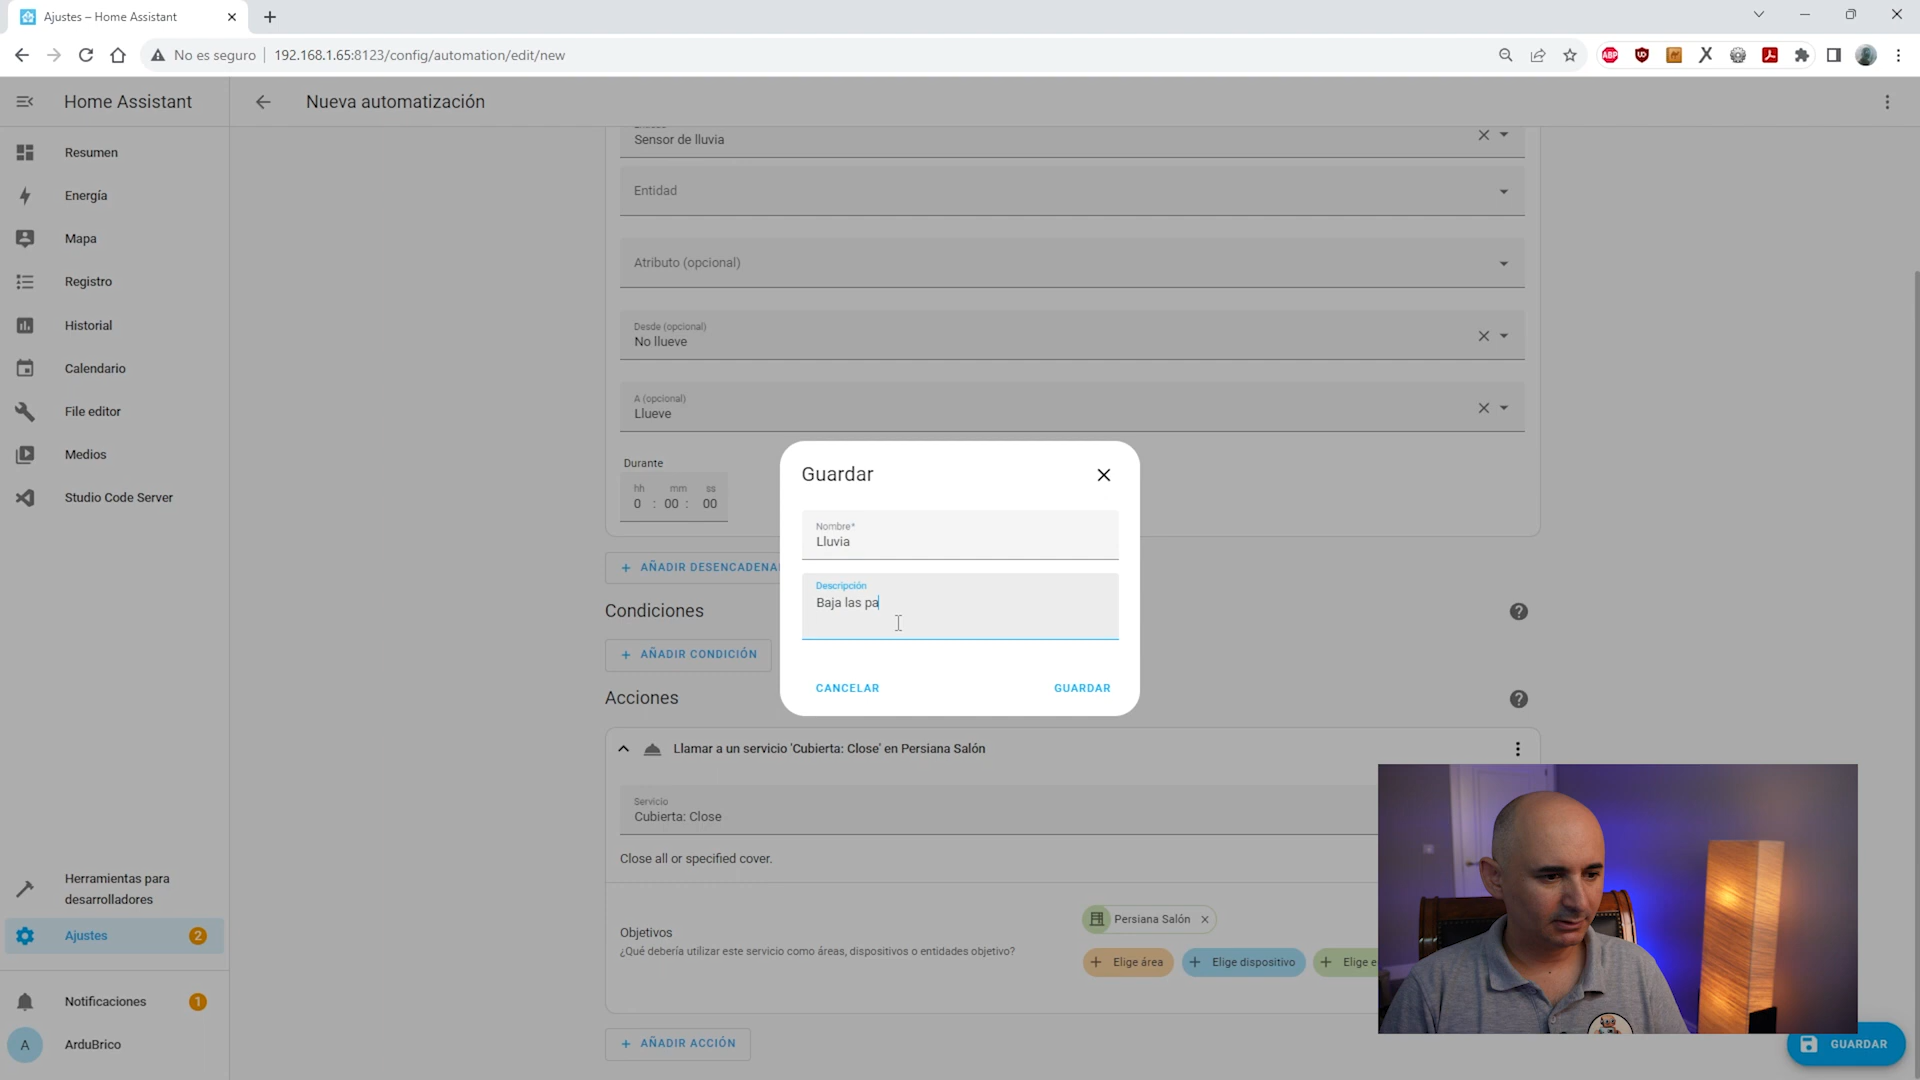 Ajustes – Home Assistant
No es seguro
192.168.1.65:8123/config/automation/edit/new
ABP
Home Assistant
Nueva automatización
Resumen
Energía
Mapa
Registro
Historial
Calendario
File editor
Medios
Studio Code Server
Herramientas para
desarrolladores
Ajustes
2
Notificaciones
1
A
ArduBrico
Sensor de lluvia
Entidad
Atributo (opcional)
Desde (opcional)
No llueve
A (opcional)
Llueve
Durante
hh mm ss
0 : 00 : 00
+ AÑADIR DESENCADENA
Condiciones
+ AÑADIR CONDICIÓN
Acciones
Llamar a un servicio 'Cubierta: Close' en Persiana Salón
Servicio
Cubierta: Close
Close all or specified cover.
Objetivos
¿Qué debería utilizar este servicio como áreas, dispositivos o entidades objetivo?
Persiana Salón
+ Elige área
+ Elige dispositivo
+ Elige e
+ AÑADIR ACCIÓN
Guardar
Nombre*
Lluvia
Descripción
Baja las pa
CANCELAR
GUARDAR
GUARDAR